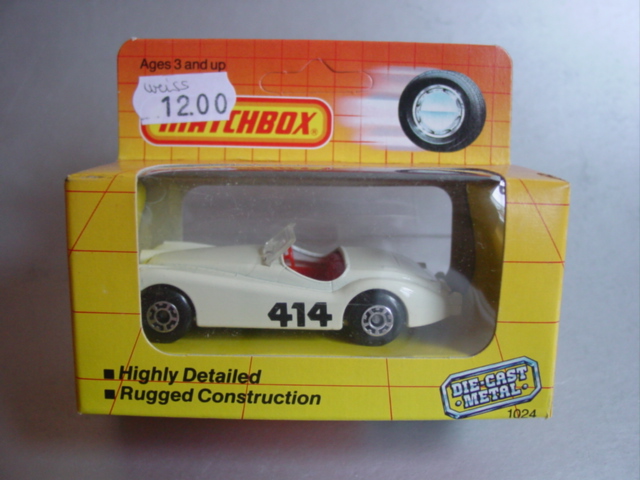 Ages 3 and up
weiss
12.00
MATCHBOX
414
Highly Detailed
Rugged Construction
DIE-CAST
METAL
1024